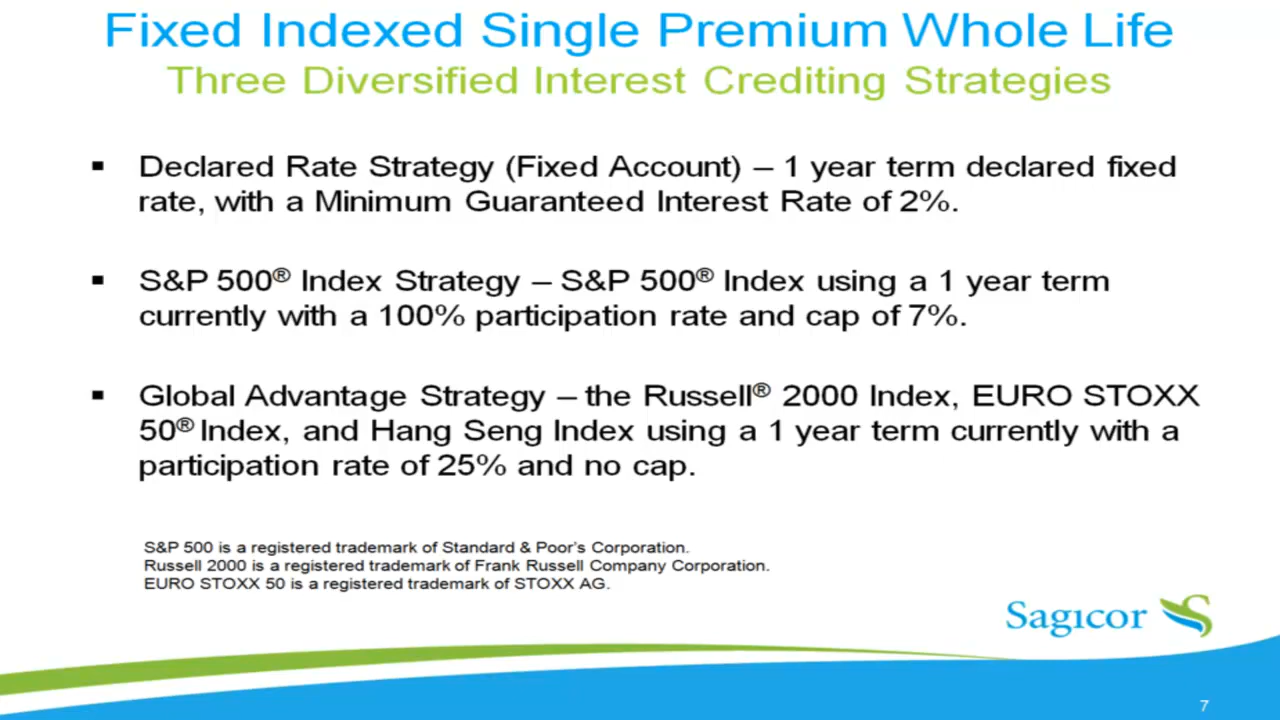 Fixed Indexed Single Premium Whole Life
Three Diversified Interest Crediting Strategies
▪ Declared Rate Strategy (Fixed Account) – 1 year term declared fixed
rate, with a Minimum Guaranteed Interest Rate of 2%.
▪ S&P 500® Index Strategy – S&P 500® Index using a 1 year term
currently with a 100% participation rate and cap of 7%.
▪ Global Advantage Strategy – the Russell® 2000 Index, EURO STOXX
50® Index, and Hang Seng Index using a 1 year term currently with a
participation rate of 25% and no cap.
S&P 500 is a registered trademark of Standard & Poor's Corporation.
Russell 2000 is a registered trademark of Frank Russell Company Corporation.
EURO STOXX 50 is a registered trademark of STOXX AG.
Sagicor
7